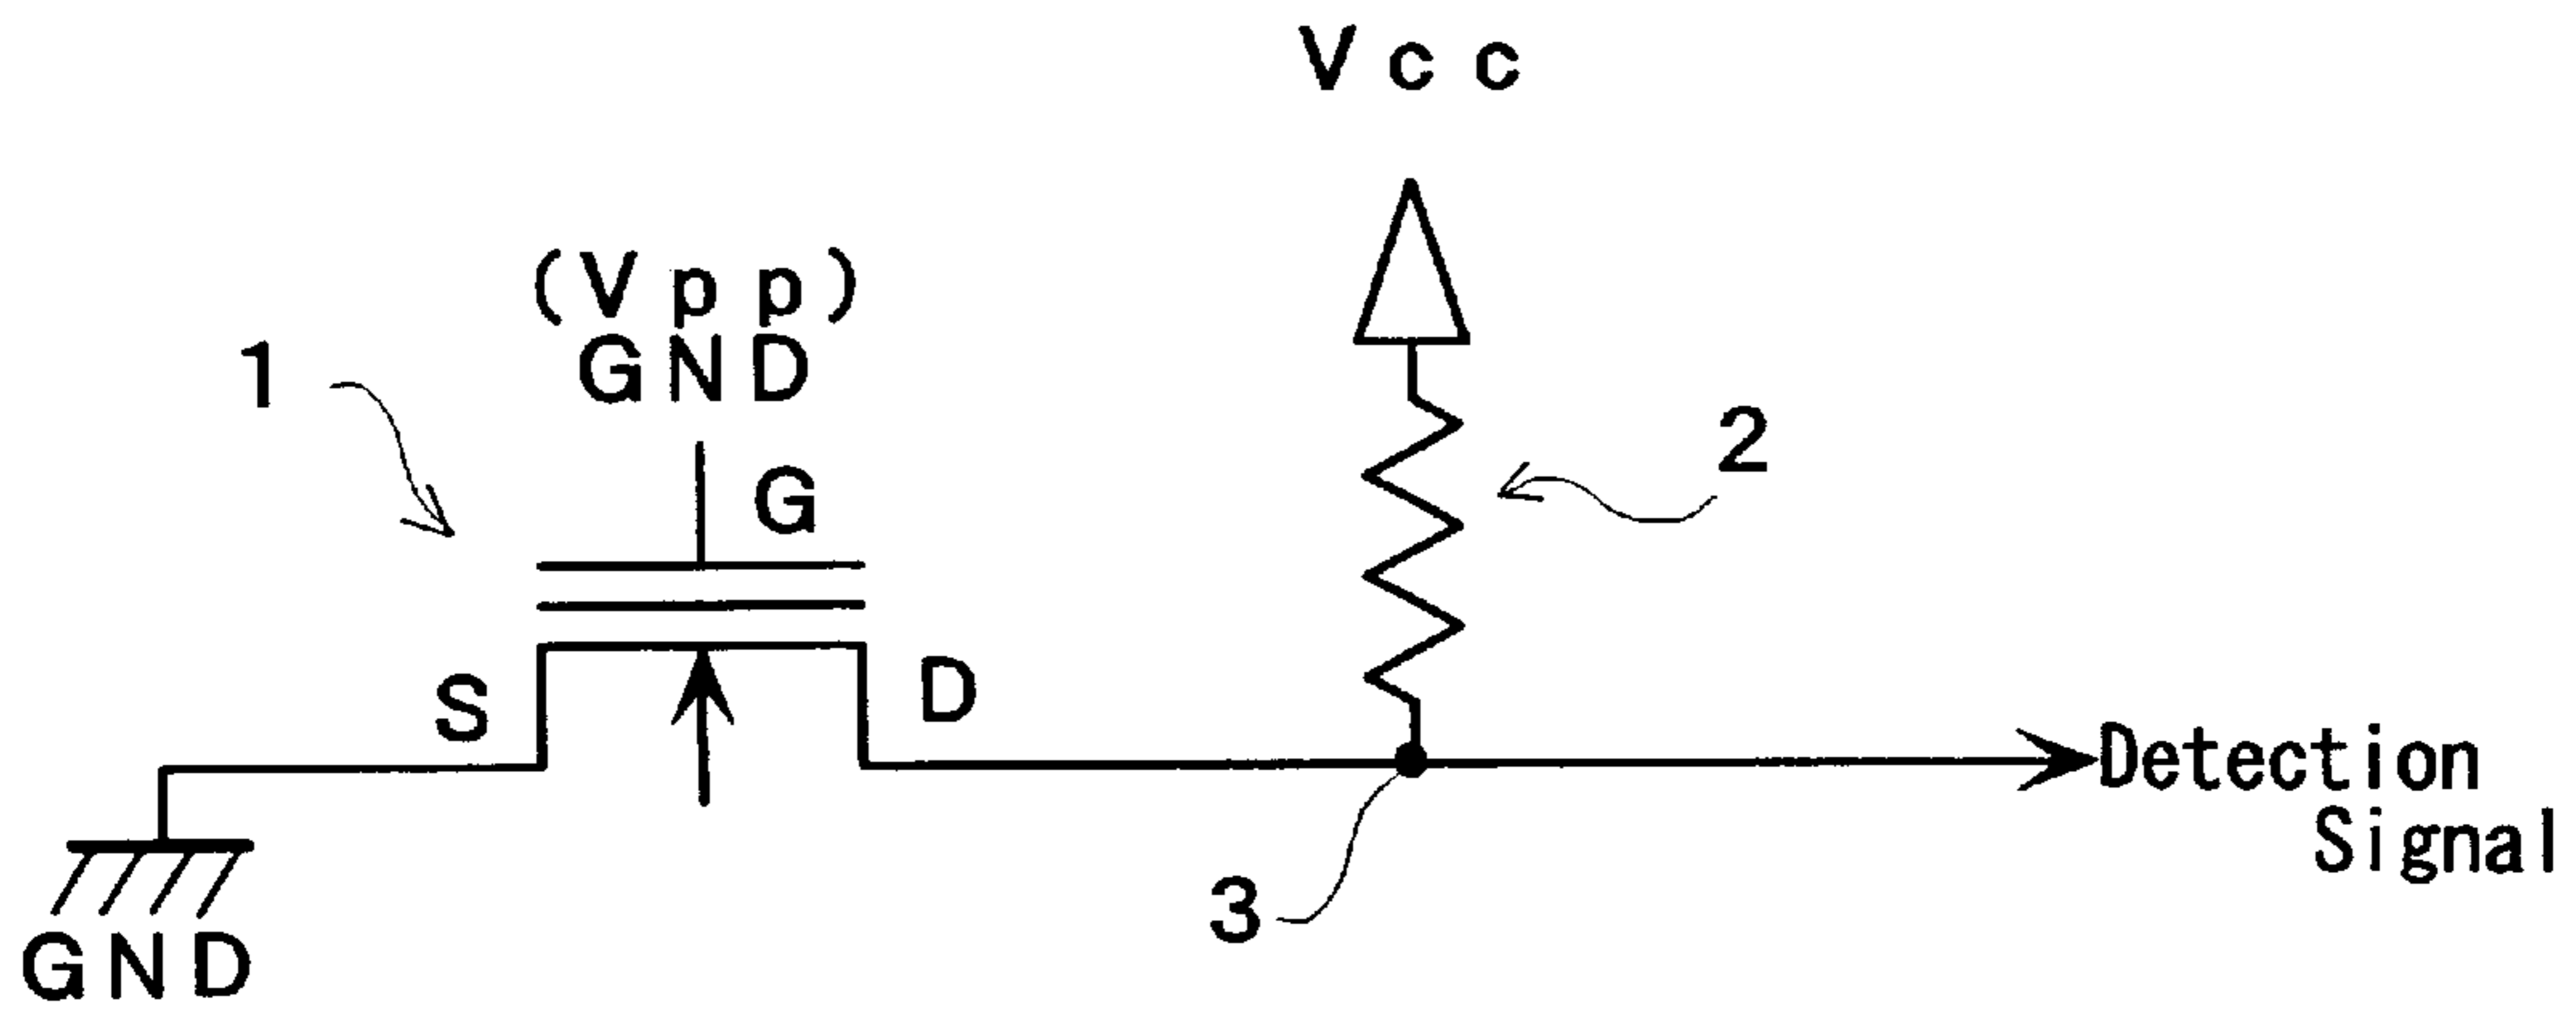 Vcc
(Vpp)
GND
1
G
2
S
D
Detection
Signal
3
GND